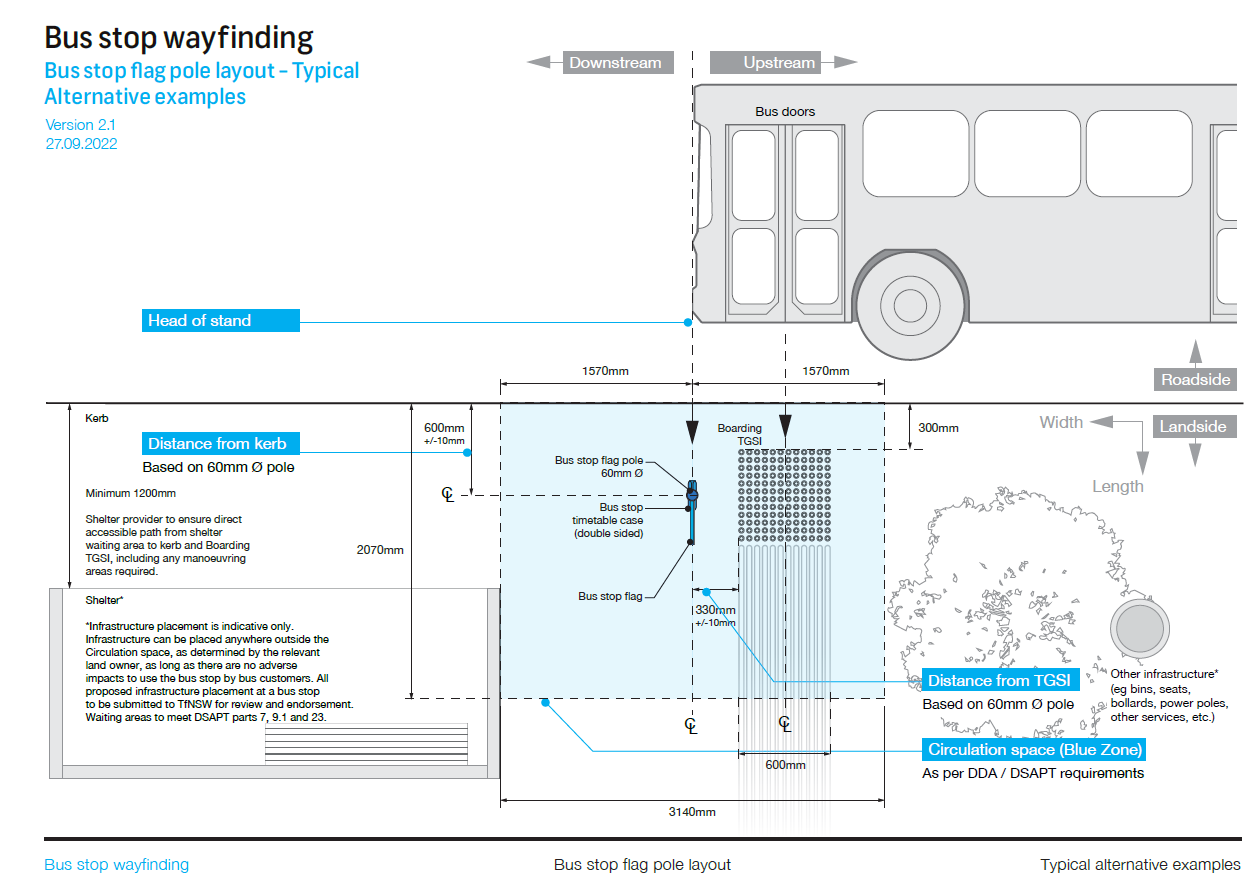 Bus stop wayfinding
Bus stop flag pole layout - Typical
Alternative examples
Version 2.1
27.09.2022
Downstream
Upstream
Bus doors
Head of stand
1570mm
1570mm
Roadside
Kerb
600mm
+/-10mm
Boarding
TGSI
300mm
Width
Landside
Distance from kerb
Based on 60mm Ø pole
Bus stop flag pole
60mm Ø
Length
Minimum 1200mm
℄
Bus stop
timetable case
(double sided)
Shelter provider to ensure direct
accessible path from shelter
waiting area to kerb and Boarding
TGSI, including any manoeuvring
areas required.
2070mm
Bus stop flag
Shelter*
330mm
+/-10mm
*Infrastructure placement is indicative only.
Infrastructure can be placed anywhere outside the
Circulation space, as determined by the relevant
land owner, as long as there are no adverse
impacts to use the bus stop by bus customers. All
proposed infrastructure placement at a bus stop
to be submitted to TfNSW for review and endorsement.
Waiting areas to meet DSAPT parts 7, 9.1 and 23.
Distance from TGSI
Based on 60mm Ø pole
Other infrastructure*
(eg bins, seats,
bollards, power poles,
other services, etc.)
℄
℄
Circulation space (Blue Zone)
As per DDA / DSAPT requirements
600mm
3140mm
Bus stop wayfinding
Bus stop flag pole layout
Typical alternative examples